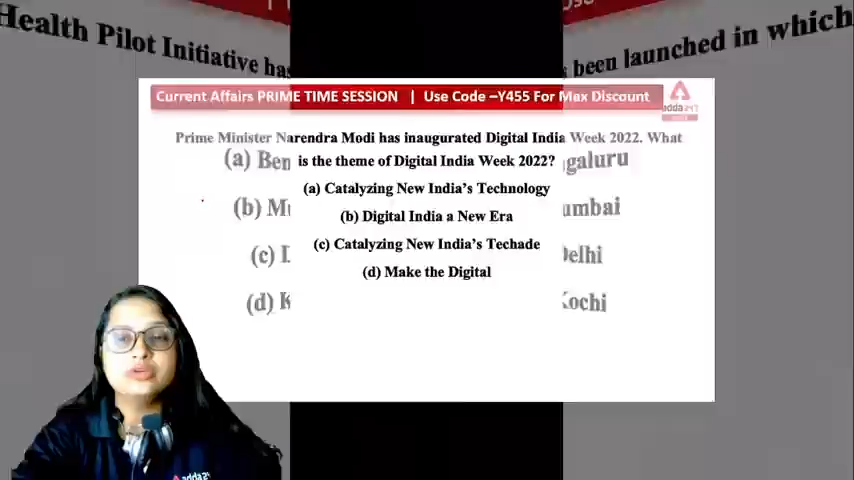 Health Pilot Initiative has
been launched in which
Current Affairs PRIME TIME SESSION | Use Code –Y455 For Max Discount
adda247
Prime Minister Narendra Modi has inaugurated Digital India Week 2022. What
is the theme of Digital India Week 2022?
(a) Catalyzing New India's Technology
(b) Digital India a New Era
(c) Catalyzing New India's Techade
(d) Make the Digital
(a) Ben
galuru
(b) M
umbai
(c) D
Delhi
(d) K
Kochi
adda247